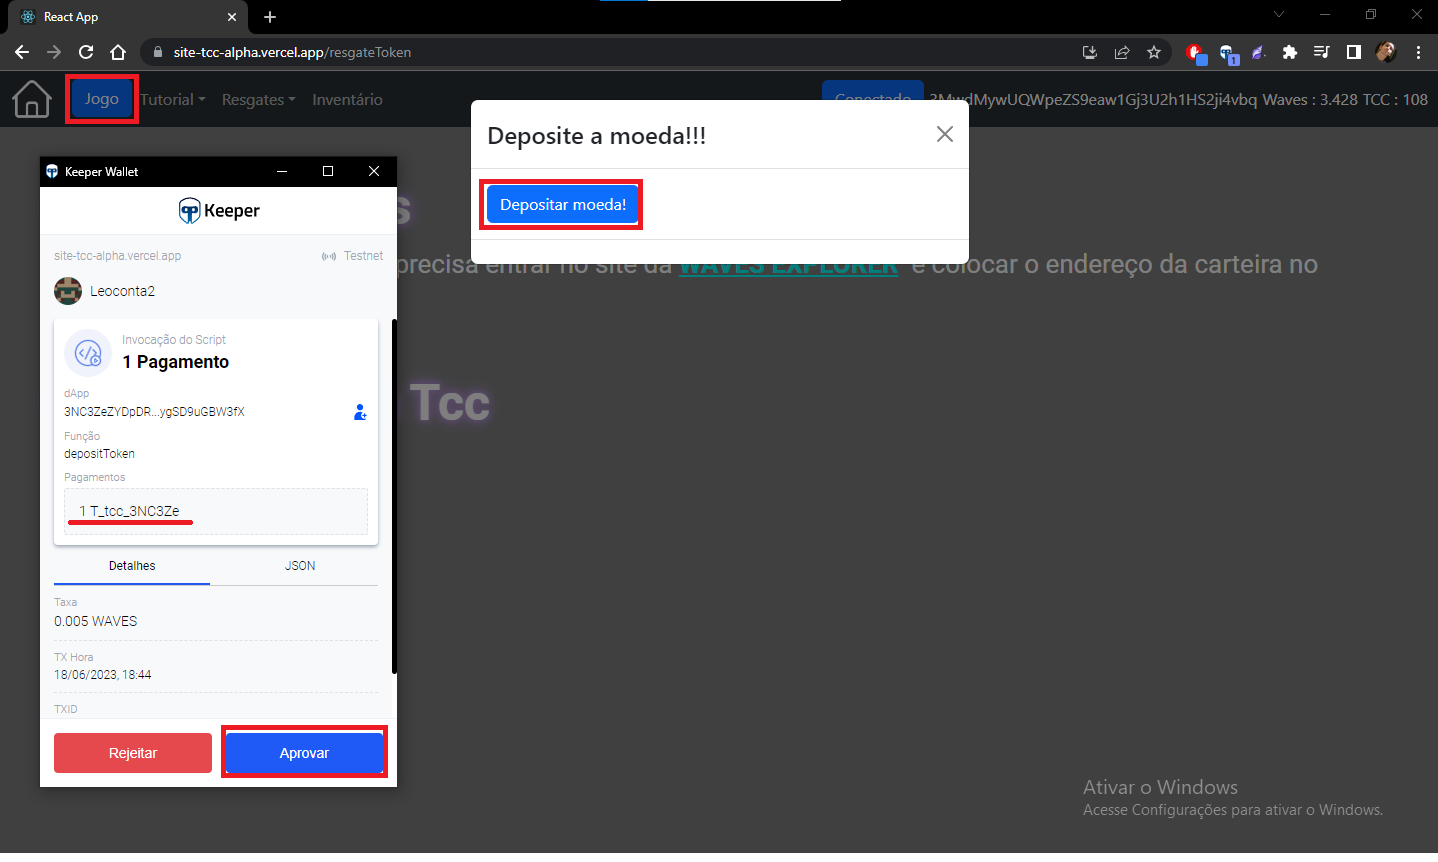 React App
site-tcc-alpha.vercel.app/resgateToken
1
Jogo
Tutorial
Resgates
Inventário
Conectado
3MwdMywUQWpeZS9eaw1Gj3U2h1HS2ji4vbq Waves : 3.428 TCC : 108
Deposite a moeda!!!
Depositar moeda!
s
precisa entrar no site da WAVES EXPLORER e colocar o endereço da carteira no
Tcc
Keeper Wallet
Keeper
site-tcc-alpha.vercel.app
Testnet
Leoconta2
Invocação do Script
1 Pagamento
dApp
3NC3ZeZYDpDR...ygSD9uGBW3fX
Função
depositToken
Pagamentos
1 T_tcc_3NC3Ze
Detalhes
JSON
Taxa
0.005 WAVES
TX Hora
18/06/2023, 18:44
TXID
Rejeitar
Aprovar
Ativar o Windows
Acesse Configurações para ativar o Windows.